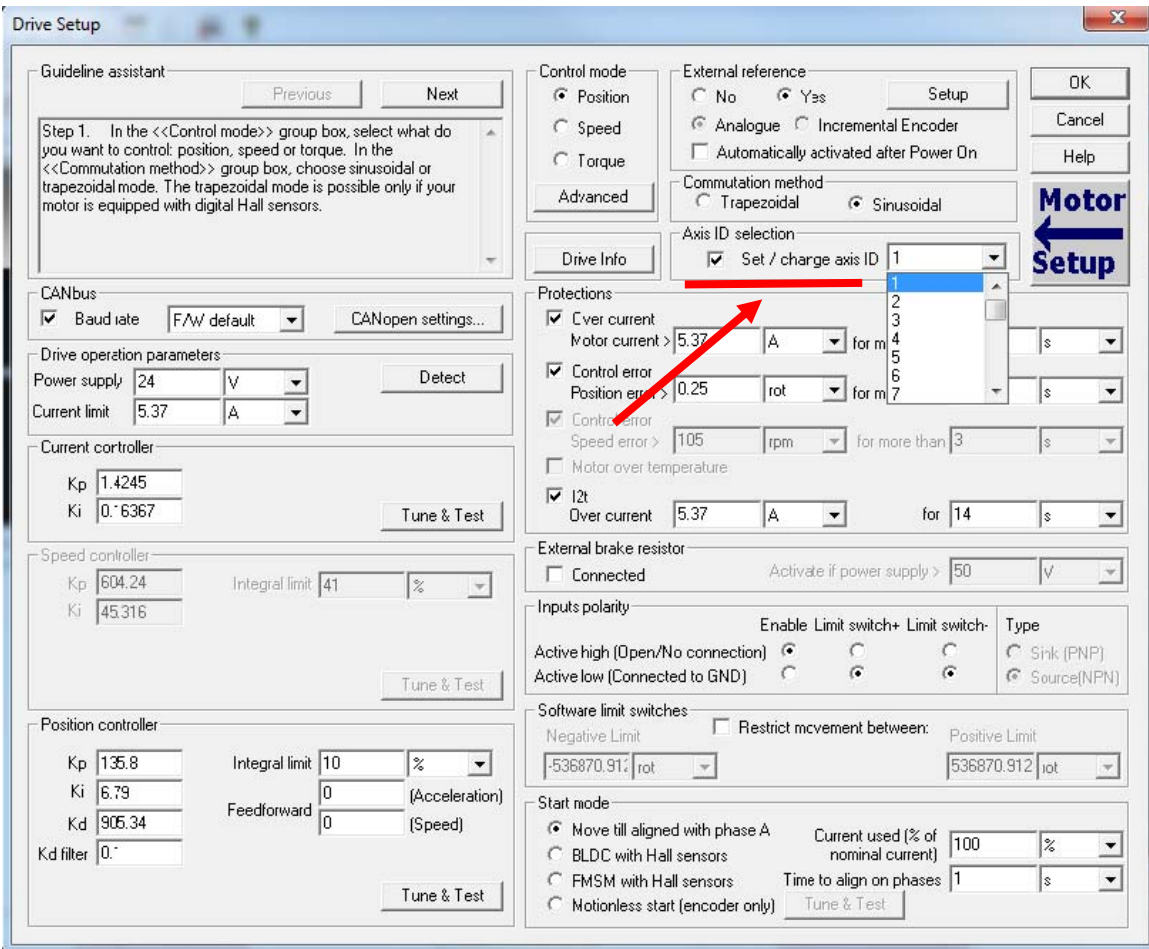 Drive Setup
Guideline assistant
Previous
Next
Step 1. In the <<Control mode>> group box, select what do
you want to control: position, speed or torque. In the
<<Commutation method>> group box, choose sinusoidal or
trapezoidal mode. The trapezoidal mode is possible only if your
motor is equipped with digital Hall sensors.
Control mode
Position
Speed
Torque
Advanced
External reference
No
Yes
Setup
Analogue
Incremental Encoder
Automatically activated after Power On
OK
Cancel
Help
Commutation method
Trapezoidal
Sinusoidal
Motor
Setup
Drive Info
Axis ID selection
Set / charge axis ID
1
1
2
3
4
5
6
7
CANbus
Baud rate
F/W default
CANopen settings...
Drive operation parameters
Power supply
24
V
Detect
Current limit
5.37
A
Current controller
Kp
1.4245
Ki
Tune & Test
Speed controller
Kp
604.24
Integral limit
41
%
Ki
45.316
Tune & Test
Position controller
Kp
135.8
Integral limit
10
%
Ki
6.79
Feedforward
0
(Acceleration)
Kd
905.34
0
(Speed)
Kd filter
Tune & Test
Protections
Over current
Motor current >
5.37
A
for m
s
Control error
Position error >
0.25
rot
for m
s
Control error
Speed error >
105
rpm
for more than
3
s
Motor over temperature
I2t
Over current
5.37
A
for
14
s
External brake resistor
Connected
Activate if power supply >
50
V
Inputs polarity
Enable Limit switch+ Limit switch-
Active high (Open/No connection)
Active low (Connected to GND)
Type
Sink (PNP)
Source(NPN)
Software limit switches
Restrict movement between:
Negative Limit
Positive Limit
-536870.912
rot
536870.912
rot
Start mode
Move till aligned with phase A
BLDC with Hall sensors
PMSM with Hall sensors
Motionless start (encoder only)
Current used (% of
nominal current)
100
%
Time to align on phases
1
s
Tune & Test